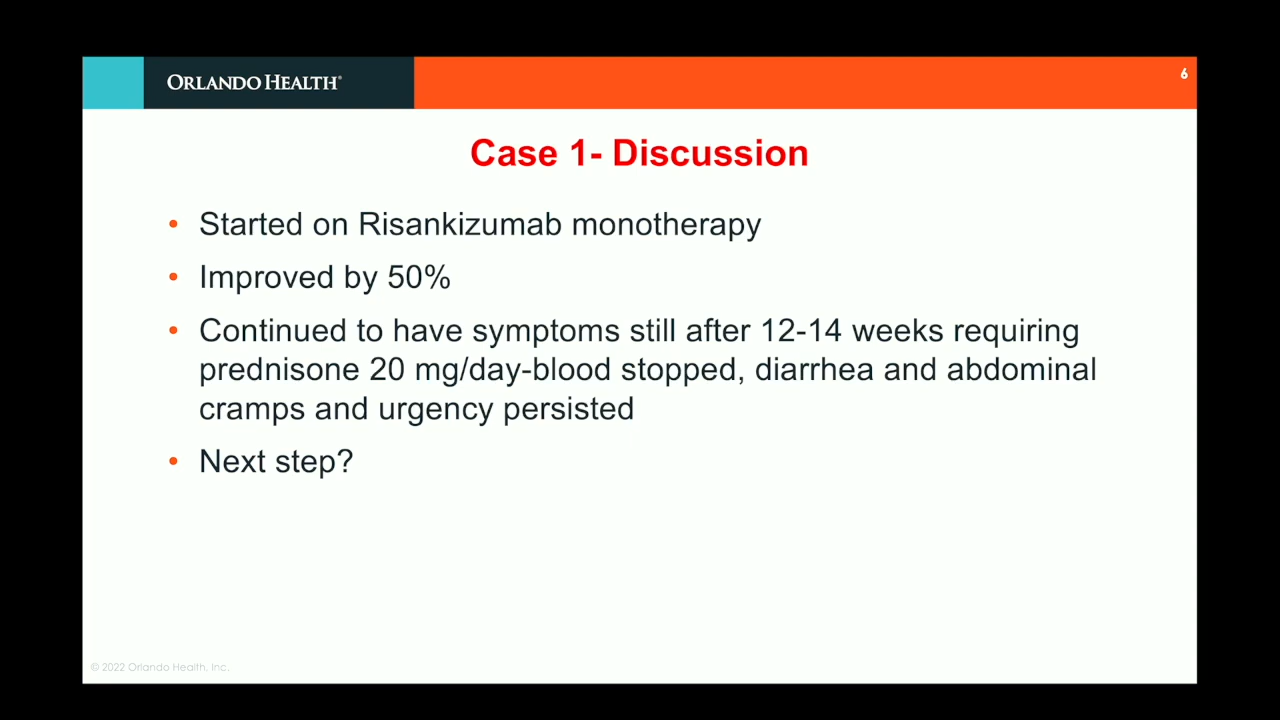 ORLANDO HEALTH®
6
Case 1- Discussion
• Started on Risankizumab monotherapy
• Improved by 50%
• Continued to have symptoms still after 12-14 weeks requiring
prednisone 20 mg/day-blood stopped, diarrhea and abdominal
cramps and urgency persisted
• Next step?
© 2022 Orlando Health, Inc.